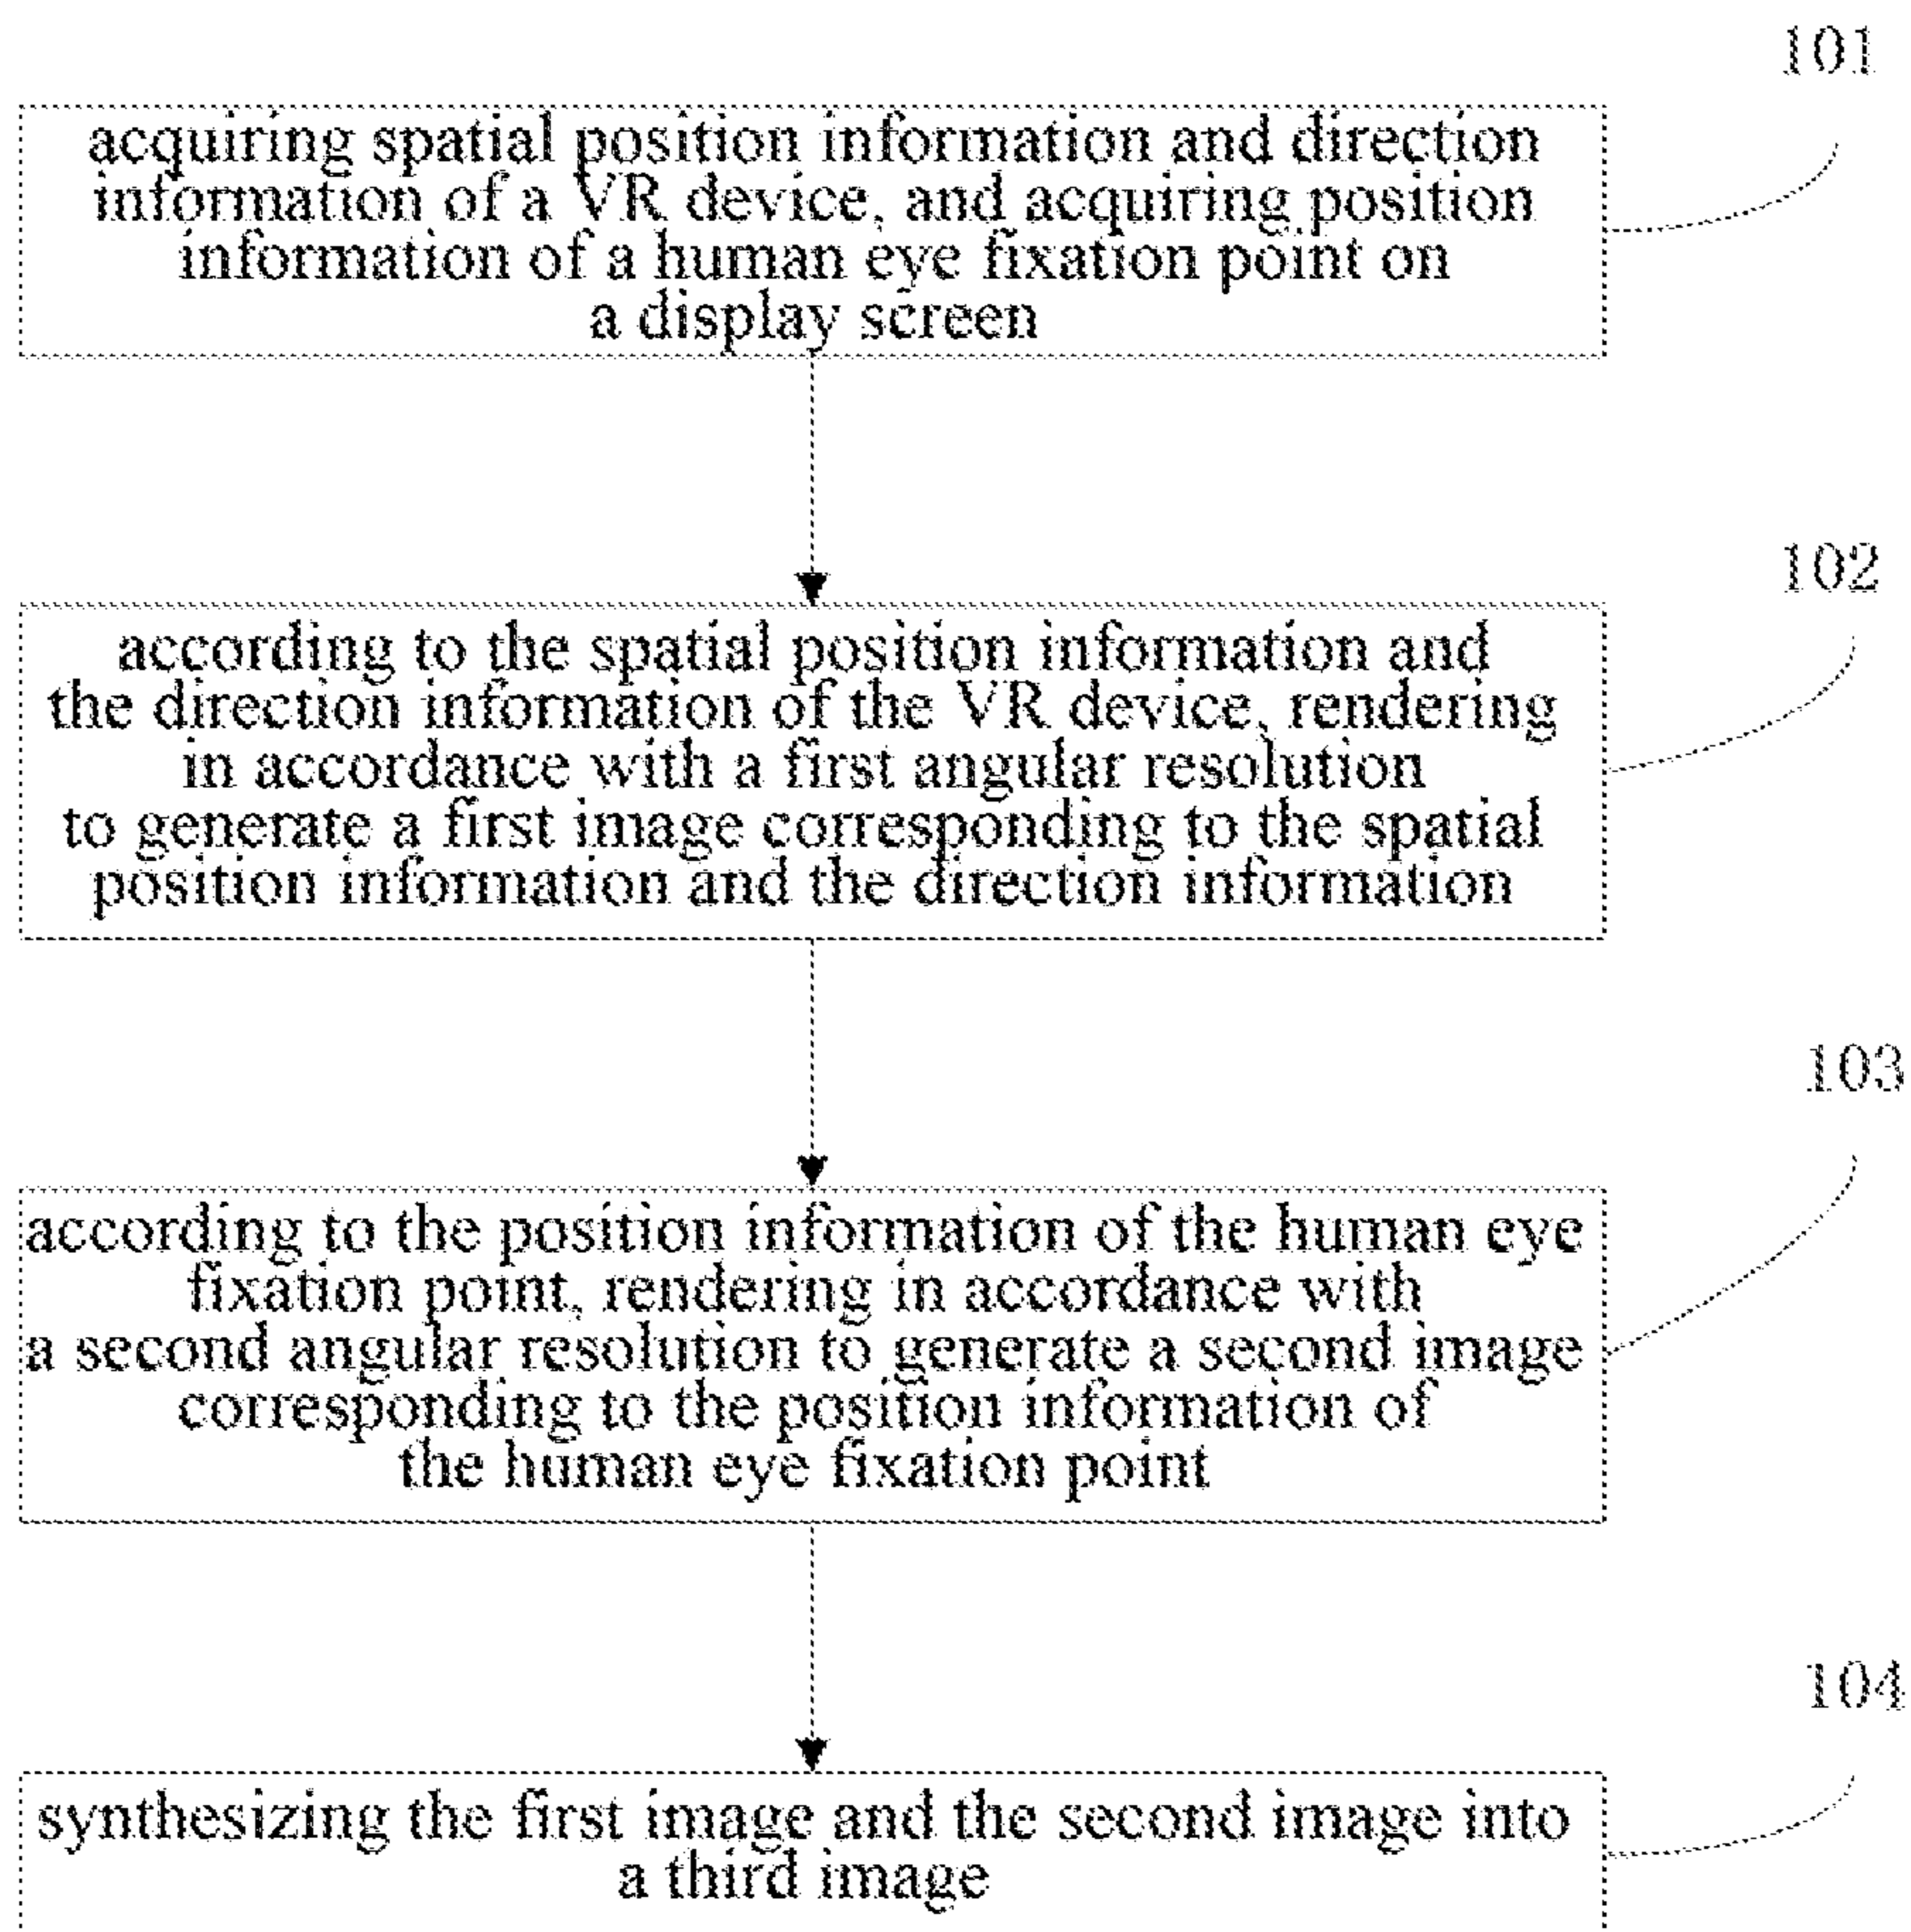 101
acquiring spatial position information and direction
information of a VR device, and acquiring position
information of a human eye fixation point on
a display screen
102
according to the spatial position information and
the direction information of the VR device, rendering
in accordance with a first angular resolution
to generate a first image corresponding to the spatial
position information and the direction information
103
according to the position information of the human eye
fixation point, rendering in accordance with
a second angular resolution to generate a second image
corresponding to the position information of
the human eye fixation point
104
synthesizing the first image and the second image into
a third image